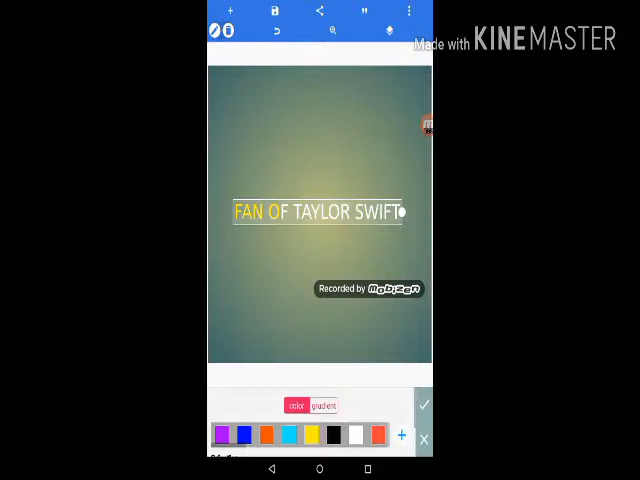 Made with KINEMASTER
FAN OF TAYLOR SWIFT
Recorded by mobizen
color gradient